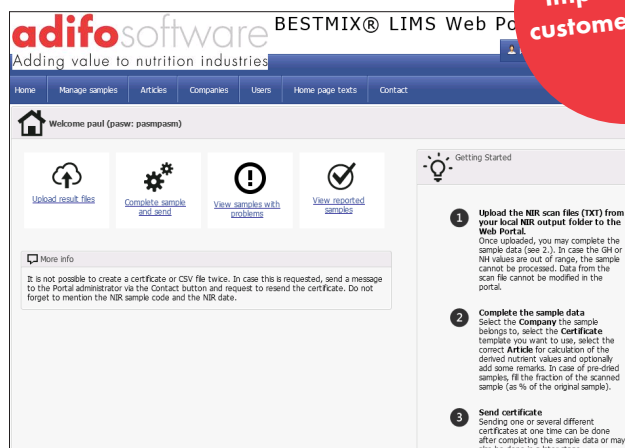 adifosoftware
Adding value to nutrition industries
BESTMIX® LIMS Web
custome
Home Manage samples Articles Companies Users Home page texts Contact
Welcome paul (pasw: pasmpasm)
Upload result files
Complete sample
and send
View samples with
problems
View reported
samples
More info
It is not possible to create a certificate or CSV file twice. In case this is requested, send a message
to the Portal administrator via the Contact button and request to resend the certificate. Do not
forget to mention the NIR sample code and the NIR date.
Getting Started
1 Upload the NIR scan files (TXT) from
your local NIR output folder to the
Web Portal.
Once uploaded, you may complete the
sample data (see 2.). In case the GH or
NH values are out of range, the sample
cannot be processed. Data from the
scan file cannot be modified in the
portal.
2 Complete the sample data
Select the Company the sample
belongs to, select the Certificate
template you want to use, select the
correct Article for calculation of the
derived nutrient values and optionally
add some remarks. In case of pre-dried
samples, fill the fraction of the scanned
sample (as % of the original sample).
3 Send certificate
Sending one or several different
certificates at one time can be done
after completing the sample data or may